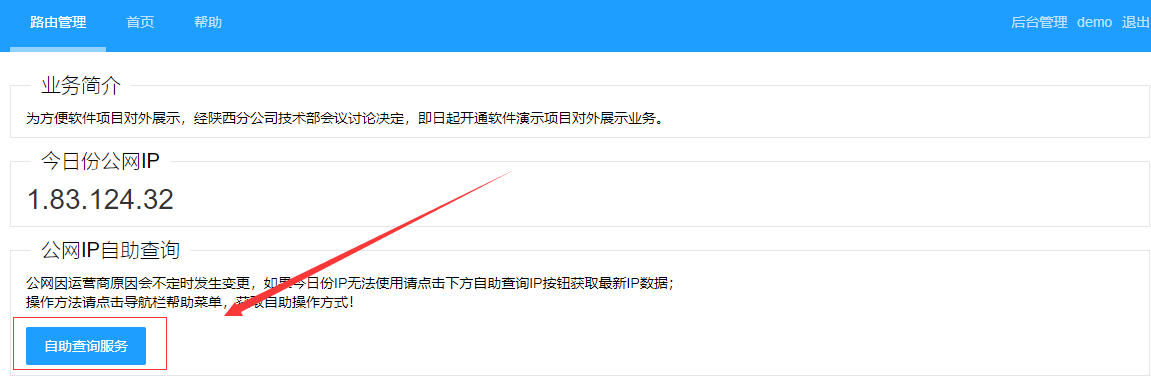 路由管理 首页 帮助 后台管理 demo 退出
业务简介
为方便软件项目对外展示，经陕西分公司技术部会议讨论决定，即日起开通软件演示项目对外展示业务。
今日份公网IP
1.83.124.32
公网IP自助查询
公网因运营商原因会不定时发生变更，如果今日份IP无法使用请点击下方自助查询IP按钮获取最新IP数据；
操作方法请点击导航栏帮助菜单，获取自助操作方式！
自助查询服务